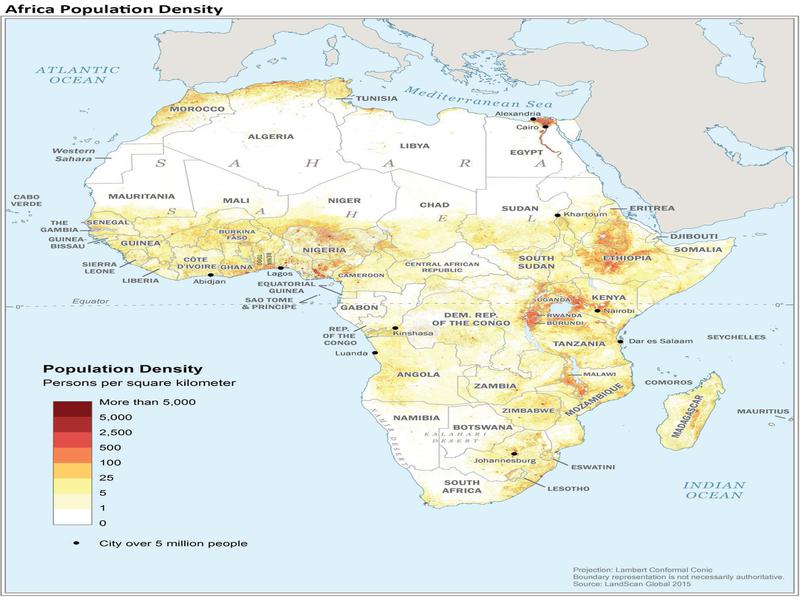 Africa Population Density
ATLANTIC
OCEAN
Mediterranean Sea
TUNISIA
MOROCCO
Alexandria
Cairo
ALGERIA
LIBYA
EGYPT
Western
Sahara
S A H A R A
CABO
VERDE
MAURITANIA
MALI
NIGER
CHAD
SUDAN
ERITREA
Khartoum
S A H E L
THE
GAMBIA
SENEGAL
GUINEA-
BISSAU
GUINEA
BURKINA
FASO
NIGERIA
DJIBOUTI
SOMALIA
ETHIOPIA
SIERRA
LEONE
CÔTE
D'IVOIRE
GHANA
TOGO
BENIN
CENTRAL AFRICAN
REPUBLIC
SOUTH
SUDAN
LIBERIA
Abidjan
Lagos
CAMEROON
EQUATORIAL
GUINEA
SAO TOME
& PRÍNCIPE
0°
Equator
0°
GABON
UGANDA
KENYA
Nairobi
REP.
OF THE
CONGO
DEM. REP.
OF THE CONGO
RWANDA
BURUNDI
Kinshasa
TANZANIA
Dar es Salaam
SEYCHELLES
Luanda
ANGOLA
MALAWI
COMOROS
ZAMBIA
MOZAMBIQUE
MADAGASCAR
MAURITIUS
ZIMBABWE
NAMIBIA
BOTSWANA
NAMIB DESERT
KALAHARI
DESERT
Johannesburg
ESWATINI
SOUTH
AFRICA
LESOTHO
INDIAN
OCEAN
Population Density
Persons per square kilometer
More than 5,000
5,000
2,500
500
100
25
5
1
0
City over 5 million people
Projection: Lambert Conformal Conic
Boundary representation is not necessarily authoritative.
Source: LandScan Global 2015